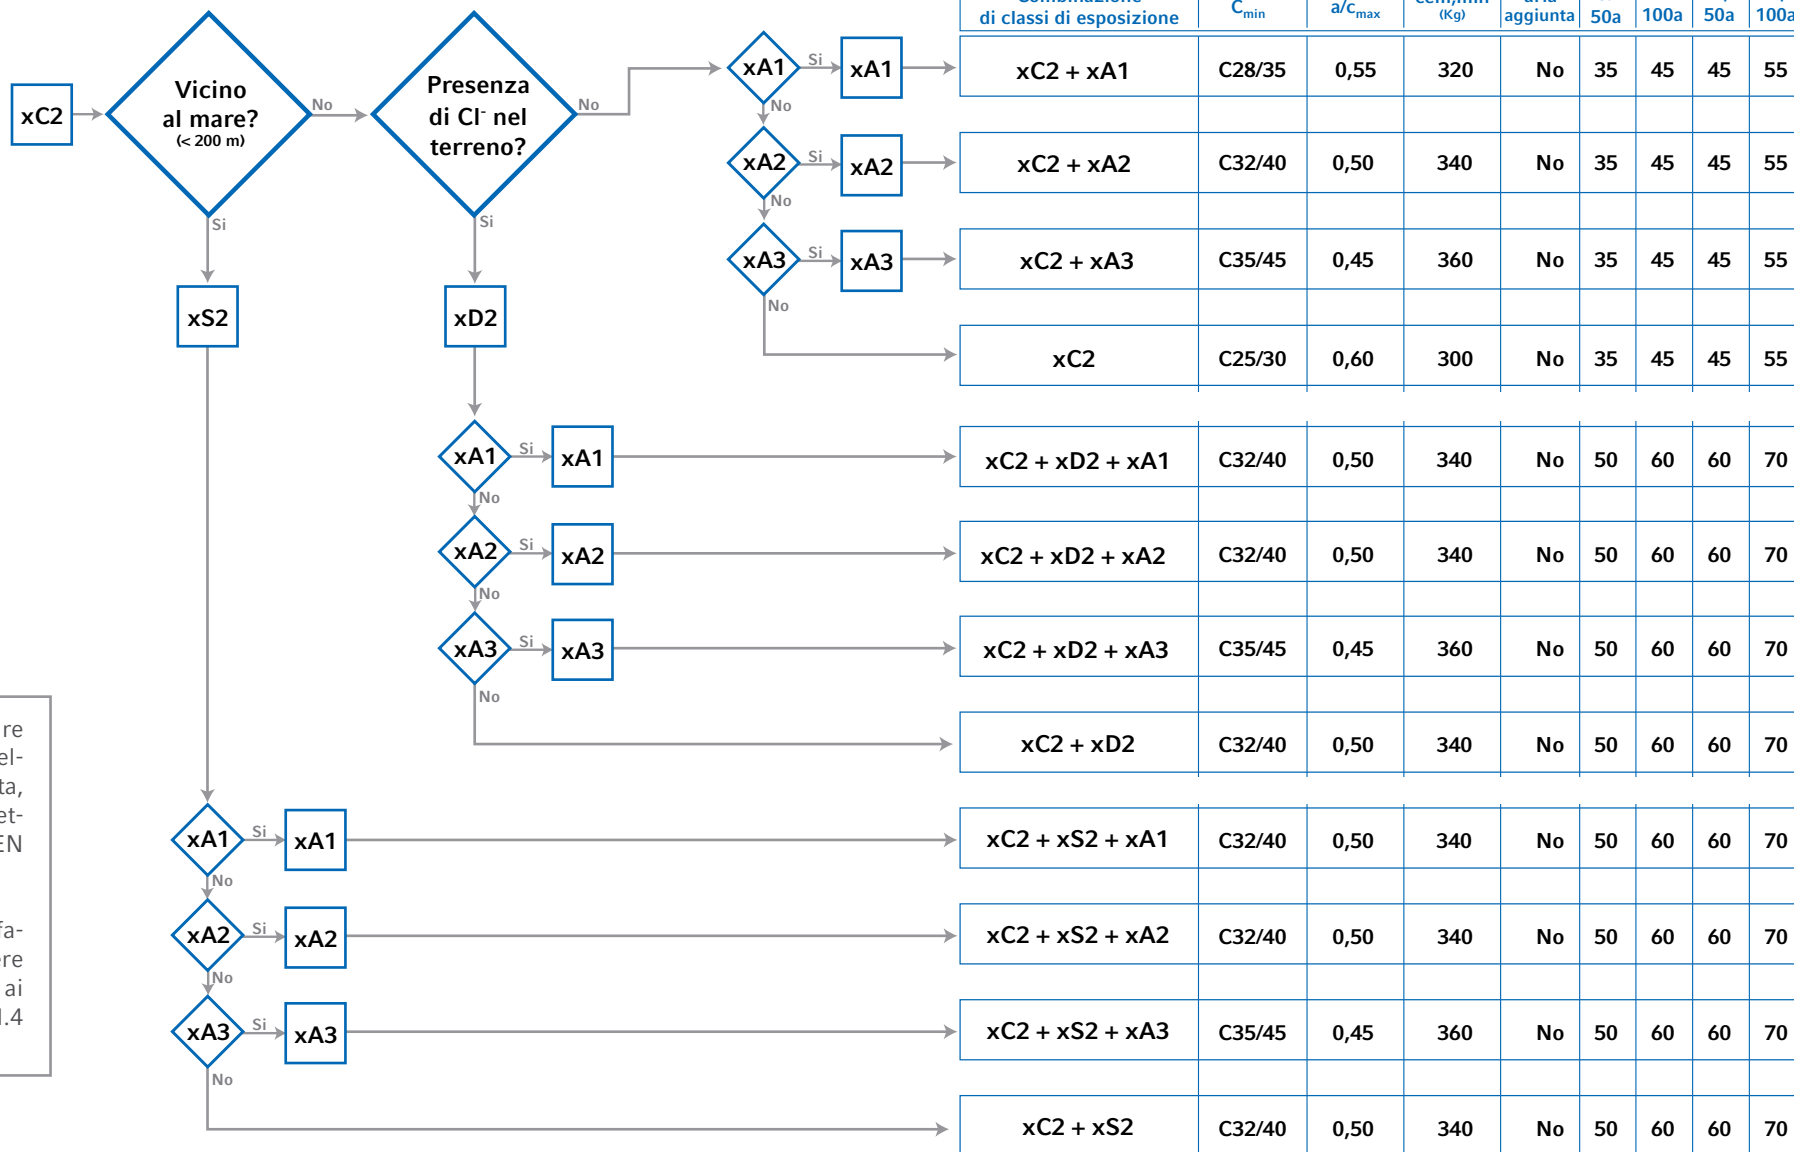 di classi di esposizione
Cmin
a/cmax
(Kg)
aggiunta
50a
100a
50a
100a
xC2
Vicino
al mare?
(< 200 m)
No
Si
Presenza
di Cl- nel
terreno?
No
Si
xA1
Si
xA1
No
xA2
Si
xA2
No
xA3
Si
xA3
No
xC2 + xA1 C28/35 0,55 320 No 35 45 45 55
xC2 + xA2 C32/40 0,50 340 No 35 45 45 55
xC2 + xA3 C35/45 0,45 360 No 35 45 45 55
xC2 C25/30 0,60 300 No 35 45 45 55
xS2
xD2
xA1
Si
xA1
No
xA2
Si
xA2
No
xA3
Si
xA3
No
xC2 + xD2 + xA1 C32/40 0,50 340 No 50 60 60 70
xC2 + xD2 + xA2 C32/40 0,50 340 No 50 60 60 70
xC2 + xD2 + xA3 C35/45 0,45 360 No 50 60 60 70
xC2 + xD2 C32/40 0,50 340 No 50 60 60 70
re
el-
ta,
et-
EN
fa-
ere
ai
1.4
xA1
Si
xA1
No
xA2
Si
xA2
No
xA3
Si
xA3
No
xC2 + xS2 + xA1 C32/40 0,50 340 No 50 60 60 70
xC2 + xS2 + xA2 C32/40 0,50 340 No 50 60 60 70
xC2 + xS2 + xA3 C35/45 0,45 360 No 50 60 60 70
xC2 + xS2 C32/40 0,50 340 No 50 60 60 70